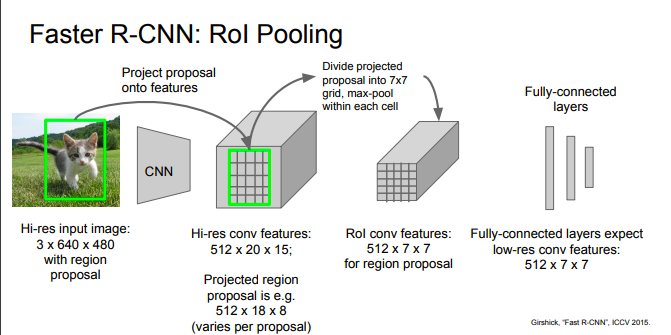 Faster R-CNN: RoI Pooling
Project proposal
onto features
Divide projected
proposal into 7x7
grid, max-pool
within each cell
Fully-connected
layers
CNN
Hi-res input image:
3 x 640 x 480
with region
proposal
Hi-res conv features:
512 x 20 x 15;
Projected region
proposal is e.g.
512 x 18 x 8
(varies per proposal)
RoI conv features:
512 x 7 x 7
for region proposal
Fully-connected layers expect
low-res conv features:
512 x 7 x 7
Girshick, "Fast R-CNN", ICCV 2015.